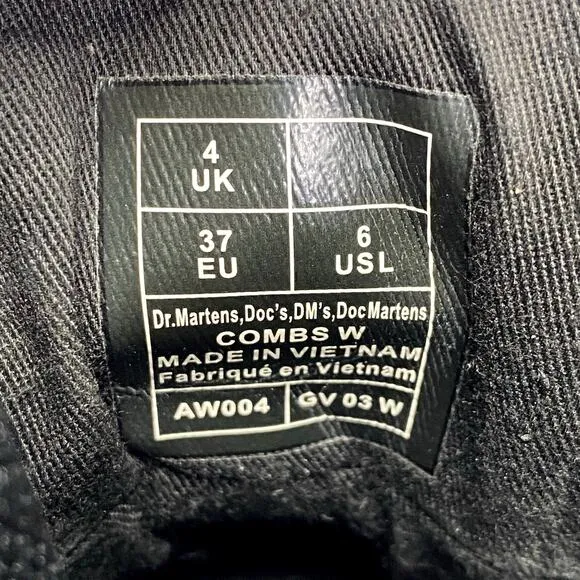 4
UK
37
EU
6
USL
Dr.Martens,Doc's,DM's,DocMartens
COMBS W
MADE IN VIETNAM
Fabriqué en Vietnam
AW004
GV 03 W